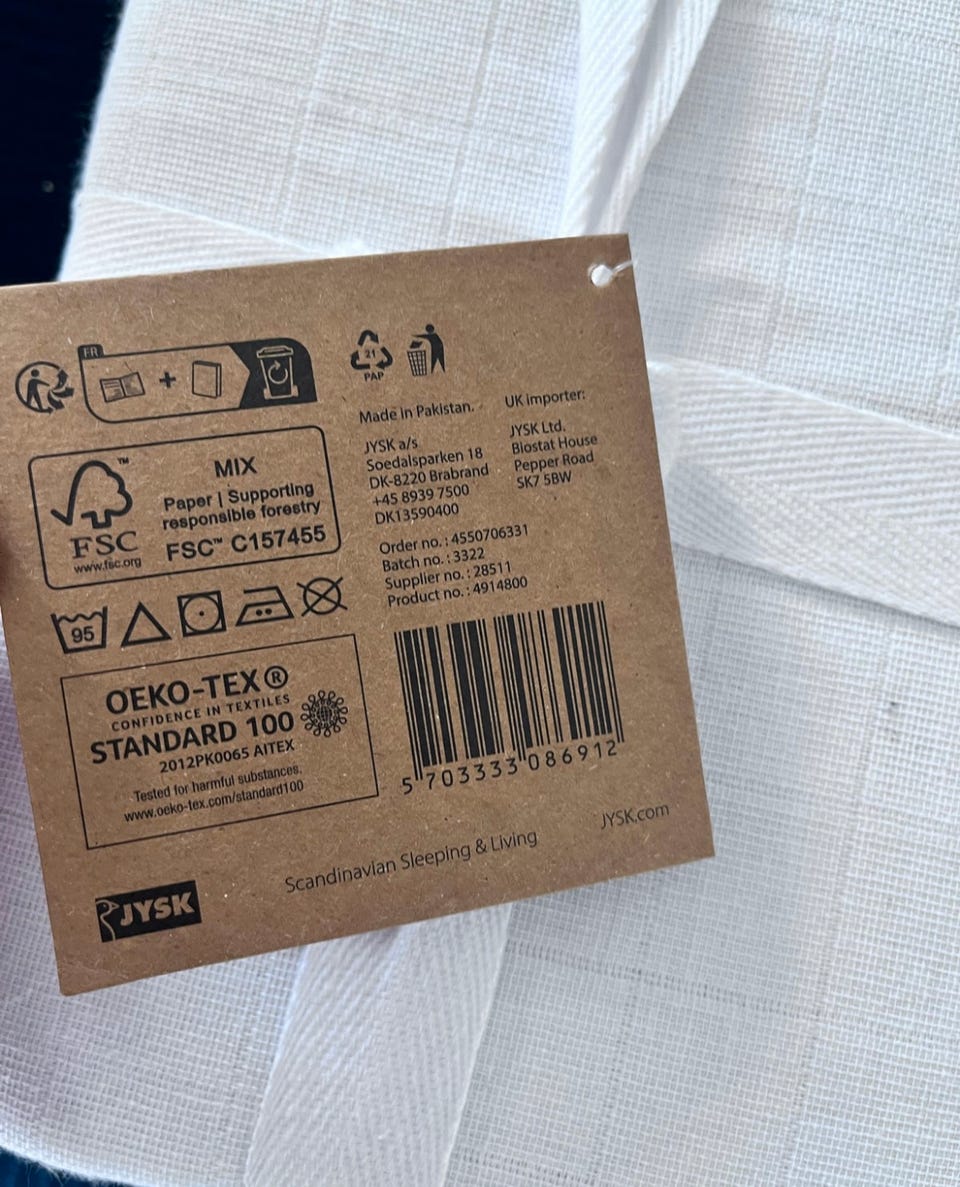 FR
21
PAP
Made in Pakistan.
JYSK a/s
Soedalsparken 18
DK-8220 Brabrand
+45 8939 7500
DK13590400
UK importer:
JYSK Ltd.
Biostat House
Pepper Road
SK7 5BW
Order no.: 4550706331
Batch no.: 3322
Supplier no.: 28511
Product no.: 4914800
FSC
www.fsc.org
™
MIX
Paper | Supporting
responsible forestry
FSC™ C157455
95
OEKO-TEX®
CONFIDENCE IN TEXTILES
STANDARD 100
2012PK0065 AITEX
Tested for harmful substances.
www.oeko-tex.com/standard100
5 703333 086912
Scandinavian Sleeping & Living
JYSK.com
JYSK